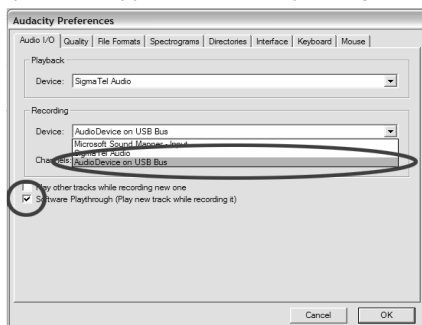 Audacity Preferences
Audio I/O Quality File Formats Spectrograms Directories Interface Keyboard Mouse
Playback
Device: SigmaTel Audio
Recording
Device: AudioDevice on USB Bus
Microsoft Sound Mapper - Input
SigmaTel Audio
Channels: AudioDevice on USB Bus
Play other tracks while recording new one
Software Playthrough (Play new track while recording it)
Cancel OK